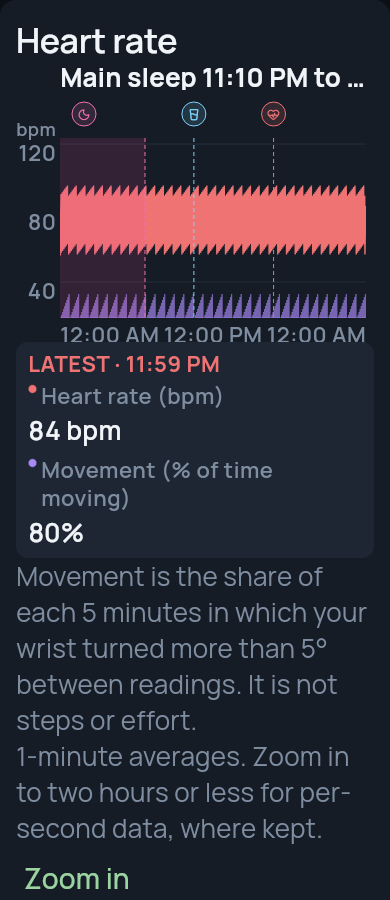 Heart rate
Main sleep 11:10 PM to ...
bpm
120
80
40
12:00 AM 12:00 PM 12:00 AM
LATEST · 11:59 PM
Heart rate (bpm)
84 bpm
Movement (% of time
moving)
80%
Movement is the share of
each 5 minutes in which your
wrist turned more than 5°
between readings. It is not
steps or effort.
1-minute averages. Zoom in
to two hours or less for per-
second data, where kept.
Zoom in